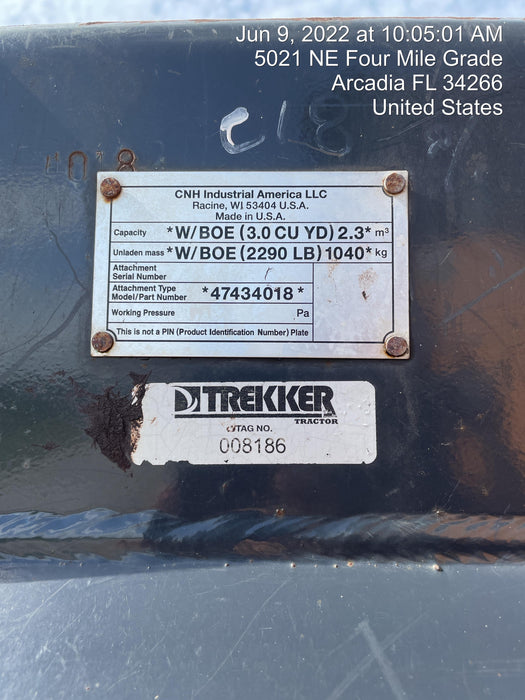 Jun 9, 2022 at 10:05:01 AM
5021 NE Four Mile Grade
Arcadia FL 34266
United States
CNH Industrial America LLC
Racine, WI 53404 U.S.A.
Made in U.S.A.
Capacity *W/BOE (3.0 CU YD) 2.3* m³
Unladen mass *W/BOE (2290 LB) 1040* kg
Attachment
Serial Number
Attachment Type
Model/Part Number *47434018*
Working Pressure Pa
This is not a PIN (Product Identification Number) Plate
TREKKER
TRACTOR
TAG NO.
008186